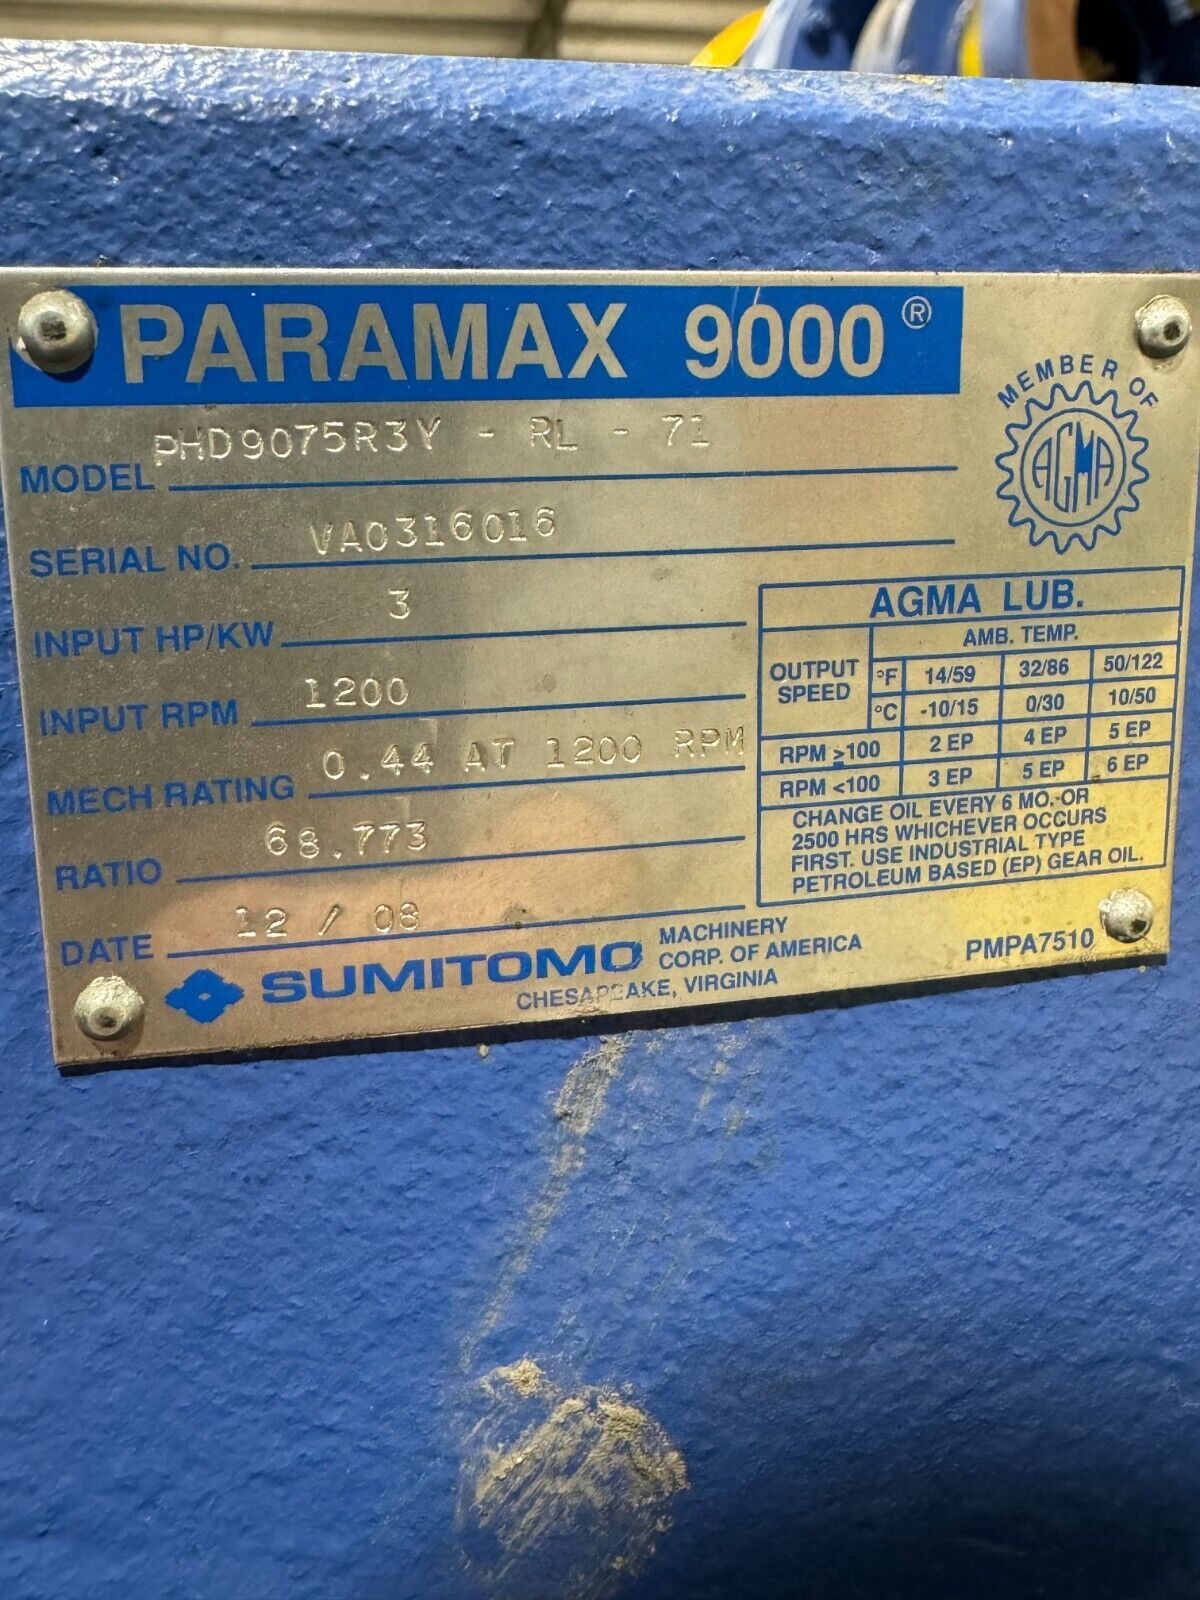 PARAMAX 9000®
MODEL PHD9075R3Y - RL - 71
SERIAL NO. VA0316016
INPUT HP/KW 3
INPUT RPM 1200
MECH RATING 0.44 AT 1200 RPM
RATIO 68.773
DATE 12 / 08
MEMBER OF
AGMA
AGMA LUB.
OUTPUT SPEED AMB. TEMP.
°F 14/59 32/86 50/122
°C -10/15 0/30 10/50
RPM ≥100 2 EP 4 EP 5 EP
RPM <100 3 EP 5 EP 6 EP
CHANGE OIL EVERY 6 MO. OR
2500 HRS WHICHEVER OCCURS
FIRST. USE INDUSTRIAL TYPE
PETROLEUM BASED (EP) GEAR OIL.
SUMITOMO MACHINERY
CORP. OF AMERICA
CHESAPEAKE, VIRGINIA
PMPA7510